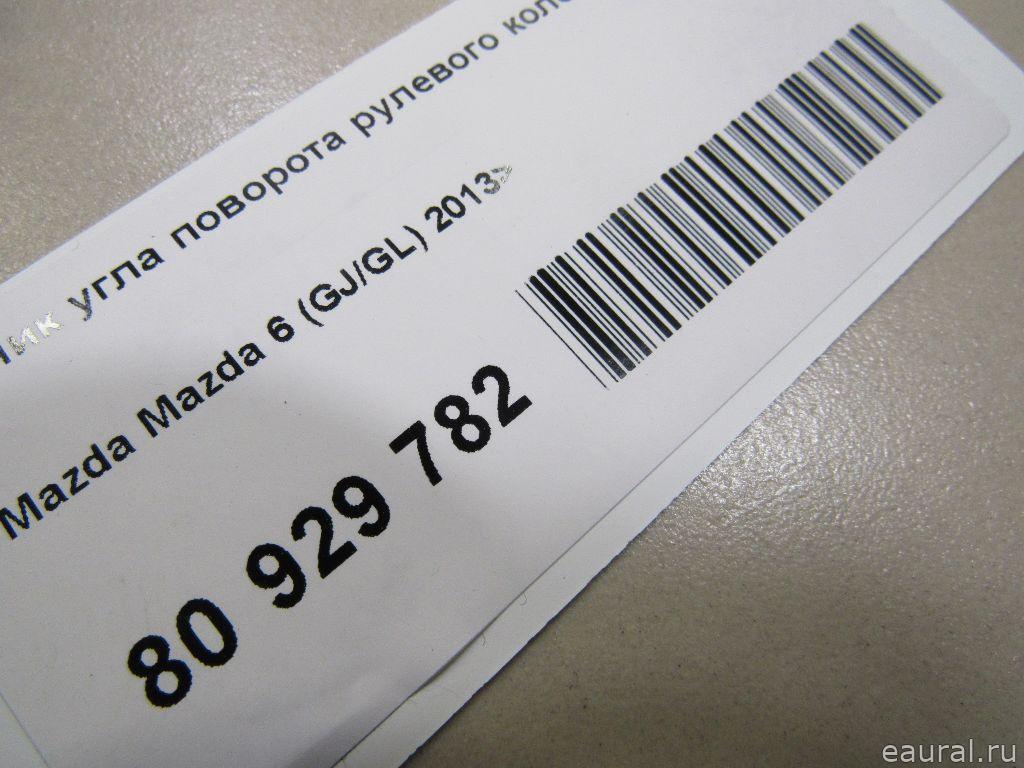 угла поворота рулевого
Mazda Mazda 6 (GJ/GL) 2013>
80 929 782
eaural.ru